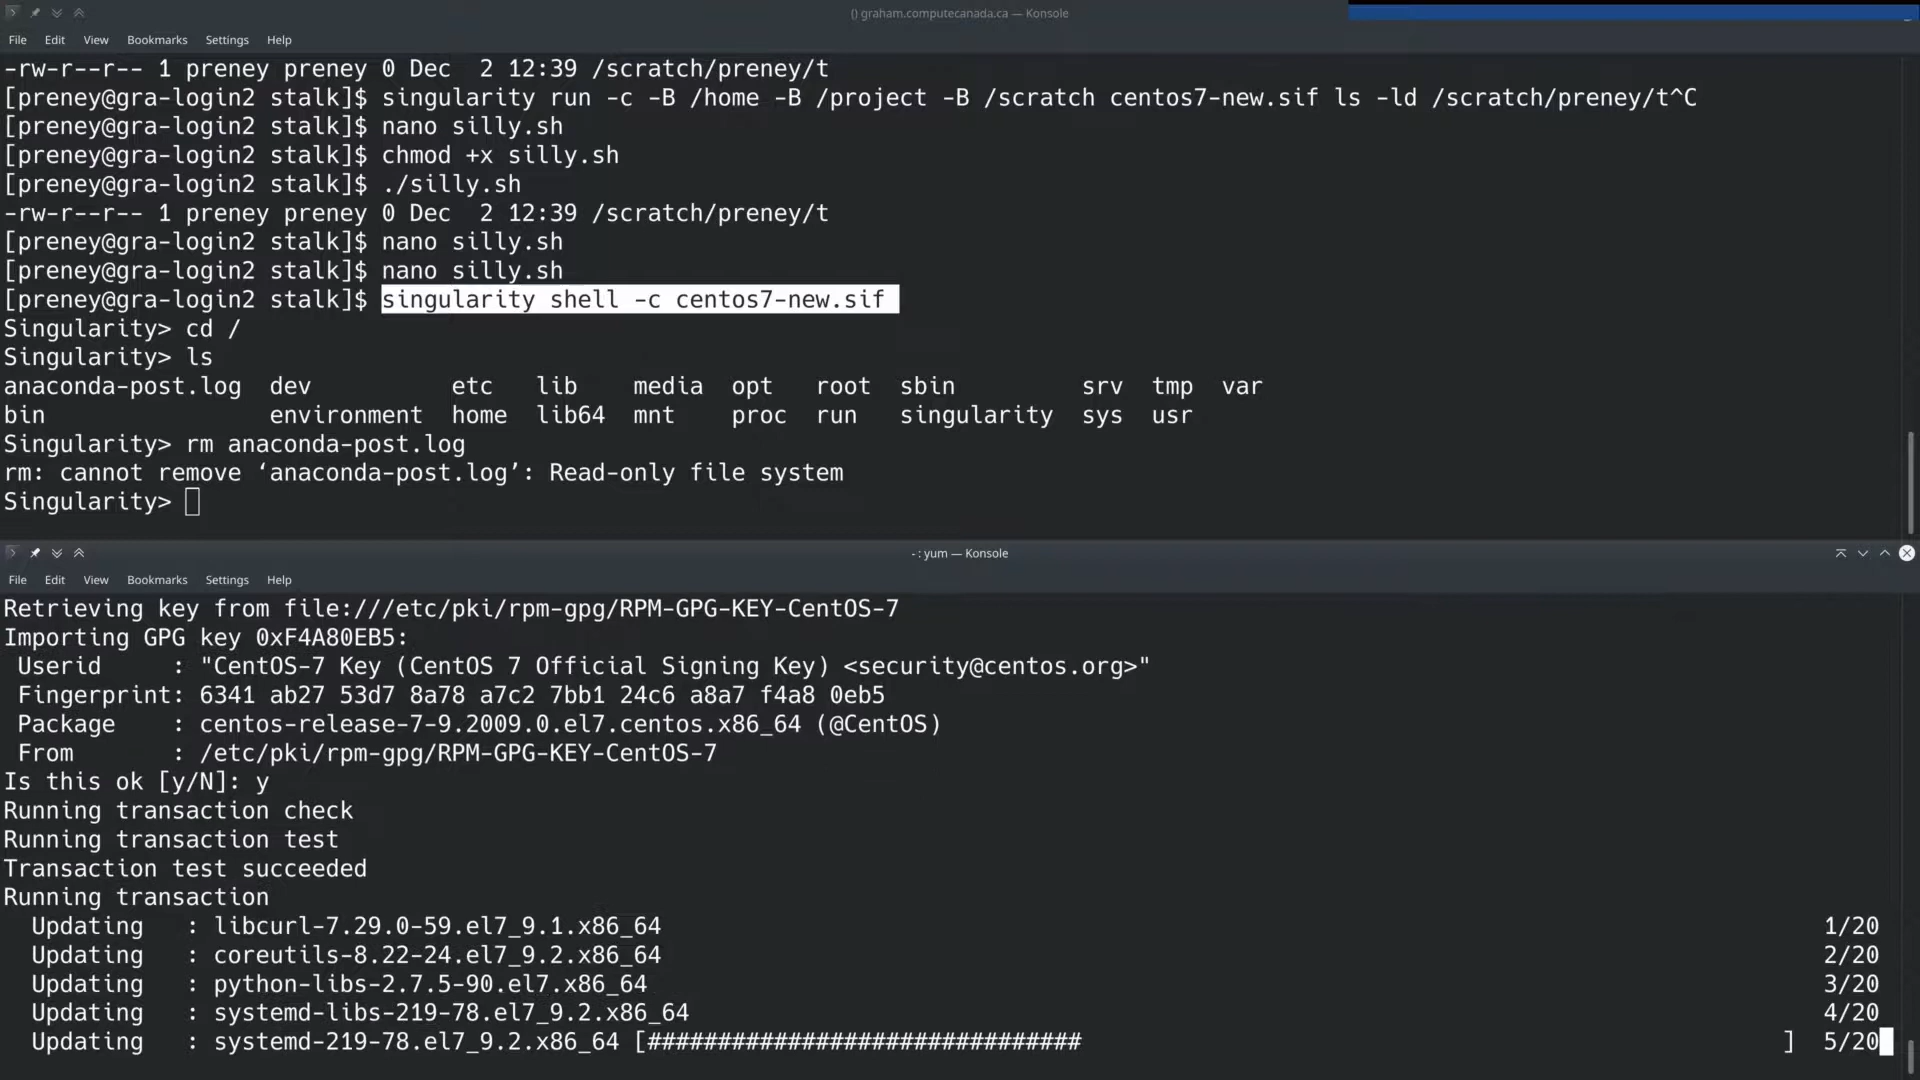 () graham.computecanada.ca — Konsole
File Edit View Bookmarks Settings Help
-rw-r--r-- 1 preney preney 0 Dec  2 12:39 /scratch/preney/t
[preney@gra-login2 stalk]$ singularity run -c -B /home -B /project -B /scratch centos7-new.sif ls -ld /scratch/preney/t^C
[preney@gra-login2 stalk]$ nano silly.sh
[preney@gra-login2 stalk]$ chmod +x silly.sh
[preney@gra-login2 stalk]$ ./silly.sh
-rw-r--r-- 1 preney preney 0 Dec  2 12:39 /scratch/preney/t
[preney@gra-login2 stalk]$ nano silly.sh
[preney@gra-login2 stalk]$ nano silly.sh
[preney@gra-login2 stalk]$ singularity shell -c centos7-new.sif
Singularity> cd /
Singularity> ls
anaconda-post.log  dev          etc   lib    media  opt   root  sbin         srv  tmp  var
bin                environment  home  lib64  mnt    proc  run   singularity  sys  usr
Singularity> rm anaconda-post.log
rm: cannot remove ‘anaconda-post.log’: Read-only file system
Singularity>
- : yum — Konsole
File Edit View Bookmarks Settings Help
Retrieving key from file:///etc/pki/rpm-gpg/RPM-GPG-KEY-CentOS-7
Importing GPG key 0xF4A80EB5:
 Userid     : "CentOS-7 Key (CentOS 7 Official Signing Key) <security@centos.org>"
 Fingerprint: 6341 ab27 53d7 8a78 a7c2 7bb1 24c6 a8a7 f4a8 0eb5
 Package    : centos-release-7-9.2009.0.el7.centos.x86_64 (@CentOS)
 From       : /etc/pki/rpm-gpg/RPM-GPG-KEY-CentOS-7
Is this ok [y/N]: y
Running transaction check
Running transaction test
Transaction test succeeded
Running transaction
  Updating   : libcurl-7.29.0-59.el7_9.1.x86_64 1/20
  Updating   : coreutils-8.22-24.el7_9.2.x86_64 2/20
  Updating   : python-libs-2.7.5-90.el7.x86_64 3/20
  Updating   : systemd-libs-219-78.el7_9.2.x86_64 4/20
  Updating   : systemd-219-78.el7_9.2.x86_64 [############################### ] 5/20